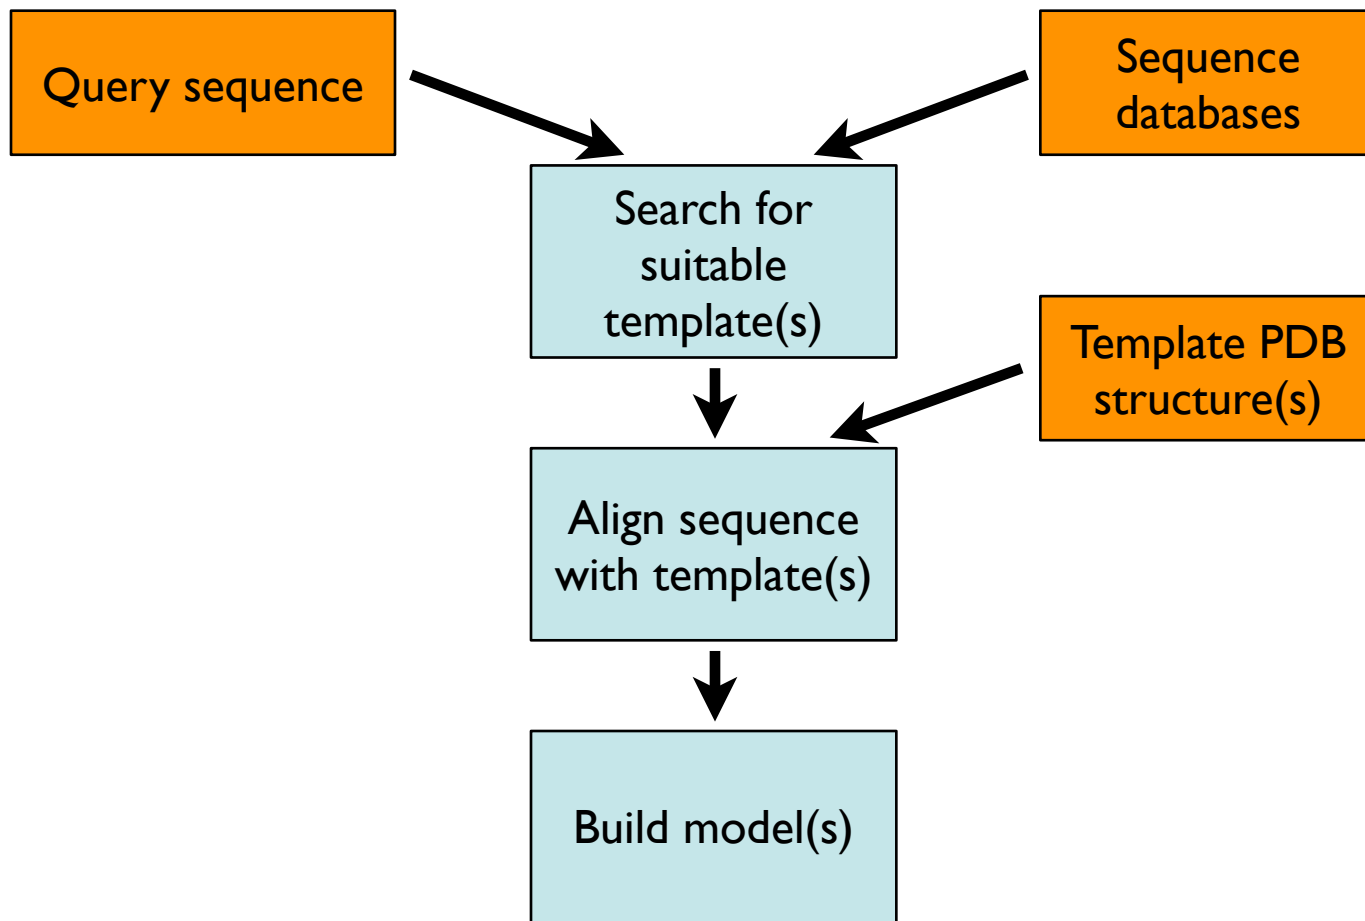 Query sequence
Sequence
databases
Search for
suitable
template(s)
Template PDB
structure(s)
Align sequence
with template(s)
Build model(s)